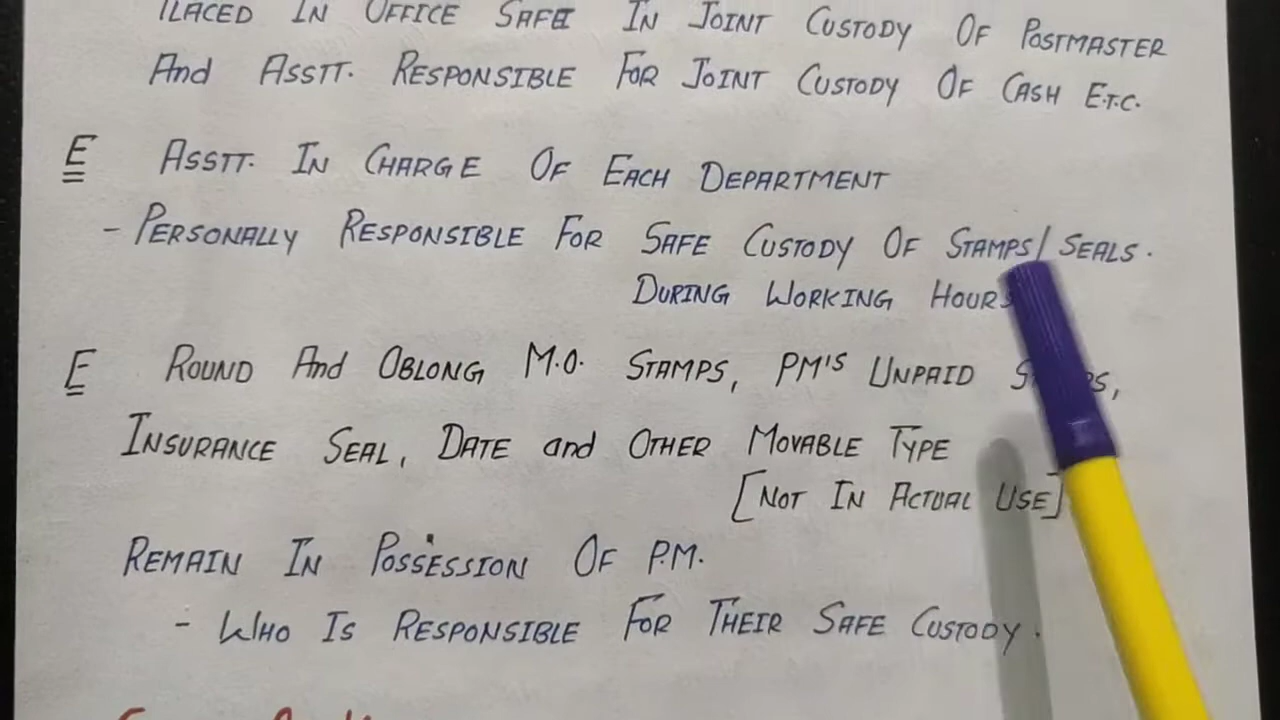 PLACED IN OFFICE SAFE IN JOINT CUSTODY OF POSTMASTER
And ASSTT. RESPONSIBLE FOR JOINT CUSTODY OF CASH E.T.C.
E ASSTT. IN CHARGE OF EACH DEPARTMENT
- PERSONALLY RESPONSIBLE FOR SAFE CUSTODY OF STAMPS/SEALS.
DURING WORKING HOURS
E ROUND And OBLONG M.O. STAMPS, PM'S UNPAID
INSURANCE SEAL, DATE and OTHER MOVABLE TYPE
[NOT IN ACTUAL USE]
REMAIN IN POSSESSION OF P.M.
- WHO IS RESPONSIBLE FOR THEIR SAFE CUSTODY.